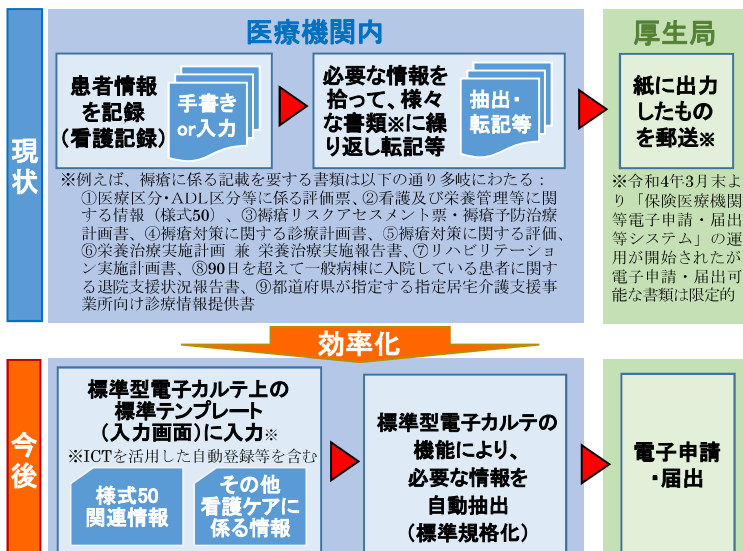 医療機関内
厚生局
現状
患者情報
を記録
(看護記録)
手書き
or入力
必要な情報を
拾って、様々
な書類※に繰
り返し転記等
抽出・
転記等
紙に出力
したもの
を郵送※
※例えば、褥瘡に係る記載を要する書類は以下の通り多岐にわたる：
①医療区分・ADL区分等に係る評価票、②看護及び栄養管理等に関
する情報（様式50）、③褥瘡リスクアセスメント票・褥瘡予防治療
計画書、④褥瘡対策に関する診療計画書、⑤褥瘡対策に関する評価、
⑥栄養治療実施計画 兼 栄養治療実施報告書、⑦リハビリテーショ
ン実施計画書、⑧90日を超えて一般病棟に入院している患者に関す
る退院支援状況報告書、⑨都道府県が指定する指定居宅介護支援事
業所向け診療情報提供書
※令和4年3月末よ
り「保険医療機関
等電子申請・届出
等システム」の運
用が開始されたが
電子申請・届出可
能な書類は限定的
効率化
今後
標準型電子カルテ上の
標準テンプレート
(入力画面)に入力※
※ICTを活用した自動登録等を含む
様式50
関連情報
その他
看護ケアに
係る情報
標準型電子カルテの
機能により、
必要な情報を
自動抽出
(標準規格化)
電子申請
・届出